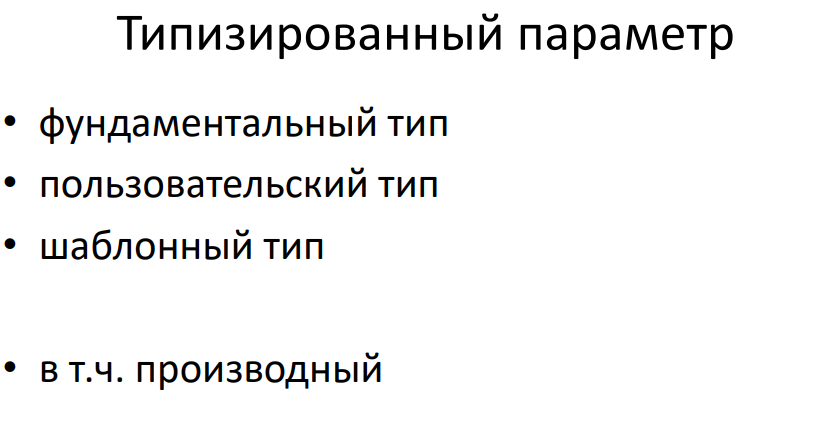 Типизированный параметр
• фундаментальный тип
• пользовательский тип
• шаблонный тип
• в т.ч. производный